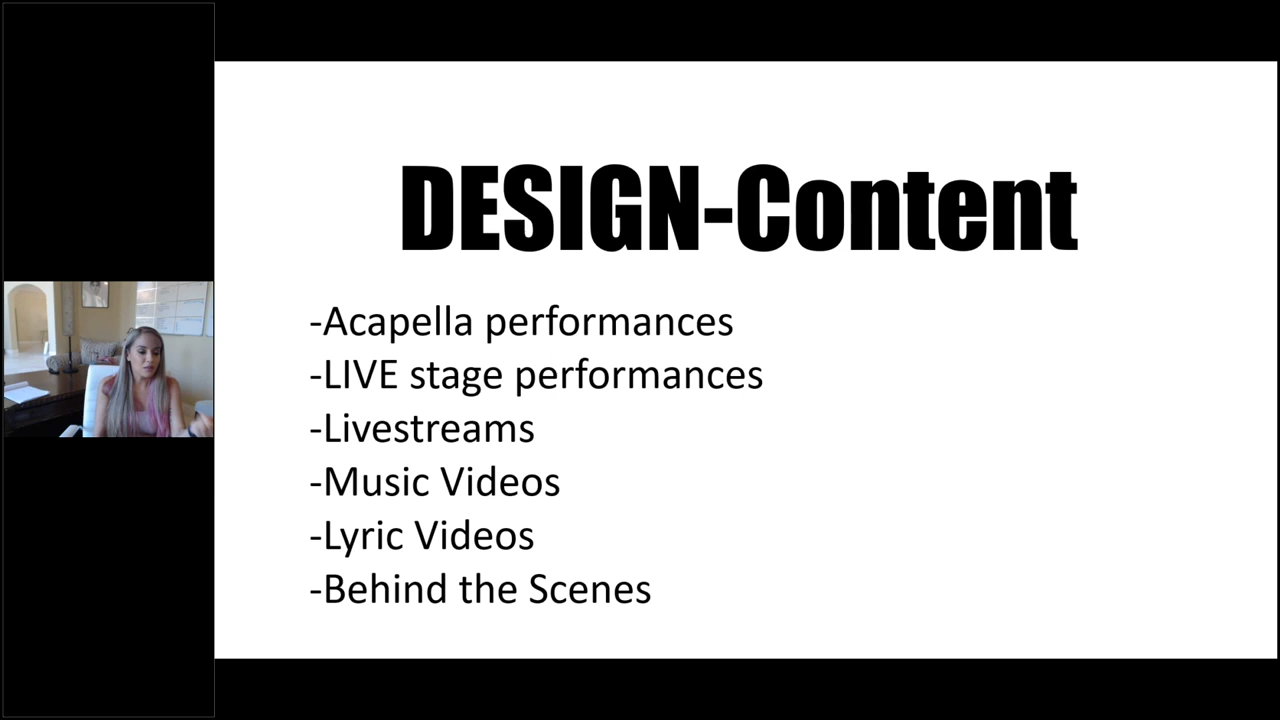 DESIGN-Content
-Acapella performances
-LIVE stage performances
-Livestreams
-Music Videos
-Lyric Videos
-Behind the Scenes